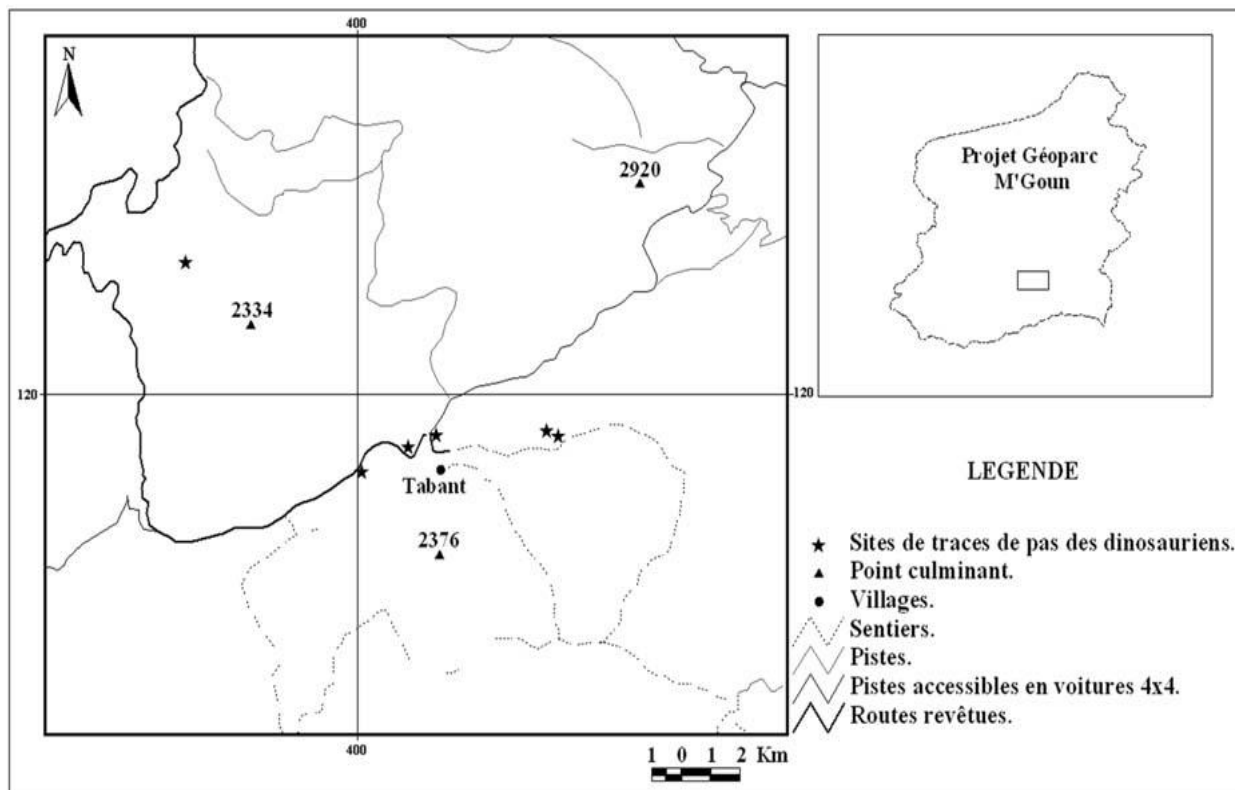 400
N
2920
2334
120
120
Tabant
2376
400
1 0 1 2 Km
Projet Géoparc
M'Goun
LEGENDE
Sites de traces de pas des dinosauriens.
Point culminant.
Villages.
Sentiers.
Pistes.
Pistes accessibles en voitures 4x4.
Routes revêtues.